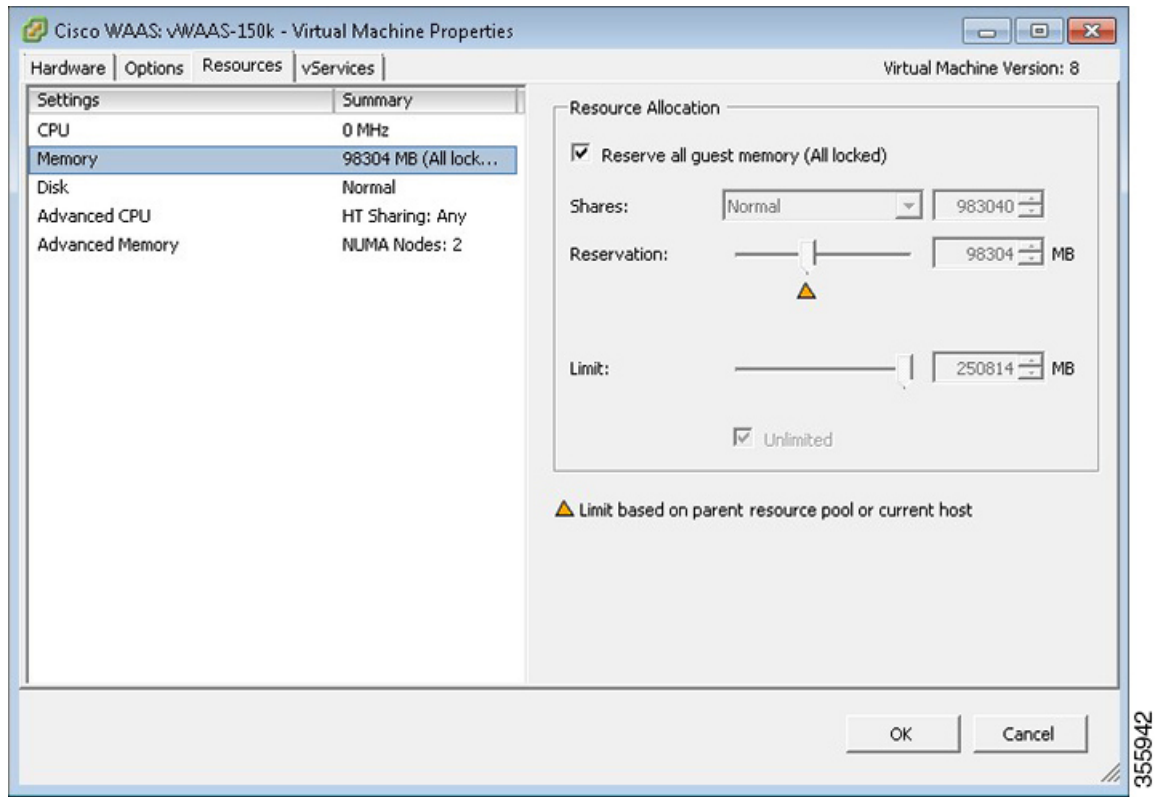 Cisco WAAS: vWAAS-150k - Virtual Machine Properties
Hardware Options Resources vServices Virtual Machine Version: 8
Settings Summary
CPU 0 MHz
Memory 98304 MB (All lock...
Disk Normal
Advanced CPU HT Sharing: Any
Advanced Memory NUMA Nodes: 2
Resource Allocation
Reserve all guest memory (All locked)
Shares: Normal 983040
Reservation: 98304 MB
Limit: 250814 MB
Unlimited
Limit based on parent resource pool or current host
OK Cancel
355942